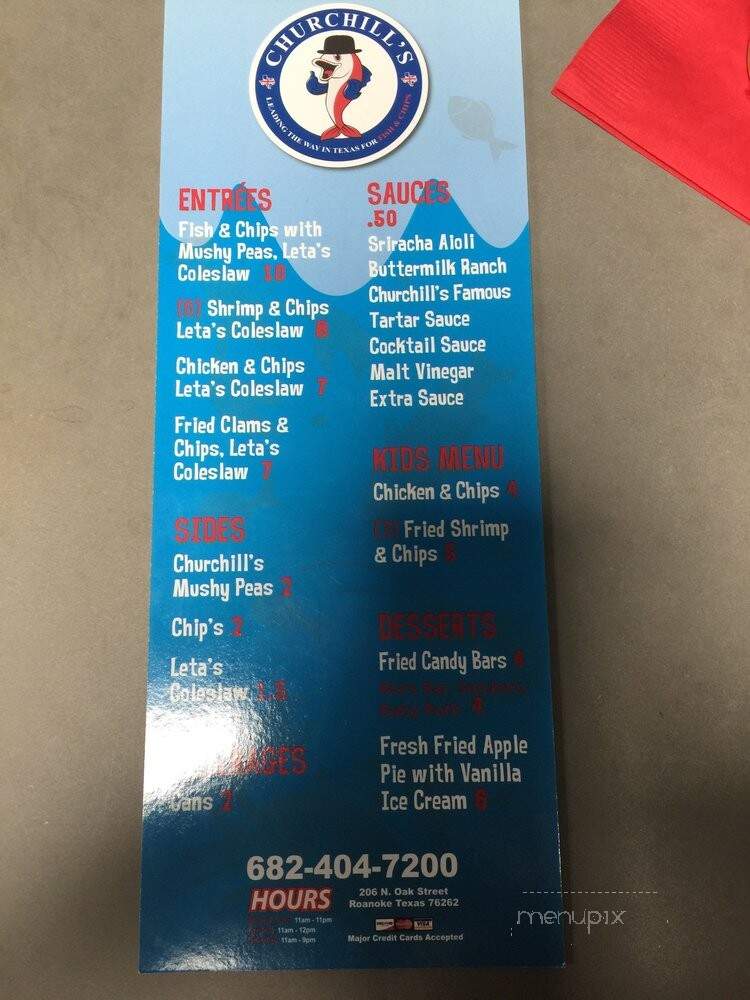 CHURCHILL'S
LEADING THE WAY IN TEXAS FOR FISH & CHIPS
ENTRÉES
Fish & Chips with
Mushy Peas, Leta's
Coleslaw 10
(6) Shrimp & Chips
Leta's Coleslaw 8
Chicken & Chips
Leta's Coleslaw 7
Fried Clams &
Chips, Leta's
Coleslaw 7
SIDES
Churchill's
Mushy Peas 2
Chip's 2
Leta's
Coleslaw 1.5
Cans 2
SAUCES
.50
Sriracha Aioli
Buttermilk Ranch
Churchill's Famous
Tartar Sauce
Cocktail Sauce
Malt Vinegar
Extra Sauce
KIDS MENU
Chicken & Chips 4
Fried Shrimp
& Chips 5
DESSERTS
Fried Candy Bars 4
4
Fresh Fried Apple
Pie with Vanilla
Ice Cream 6
682-404-7200
HOURS
11am - 11pm
11am - 12pm
11am - 9pm
206 N. Oak Street
Roanoke Texas 76262
VISA
Major Credit Cards Accepted
menupix